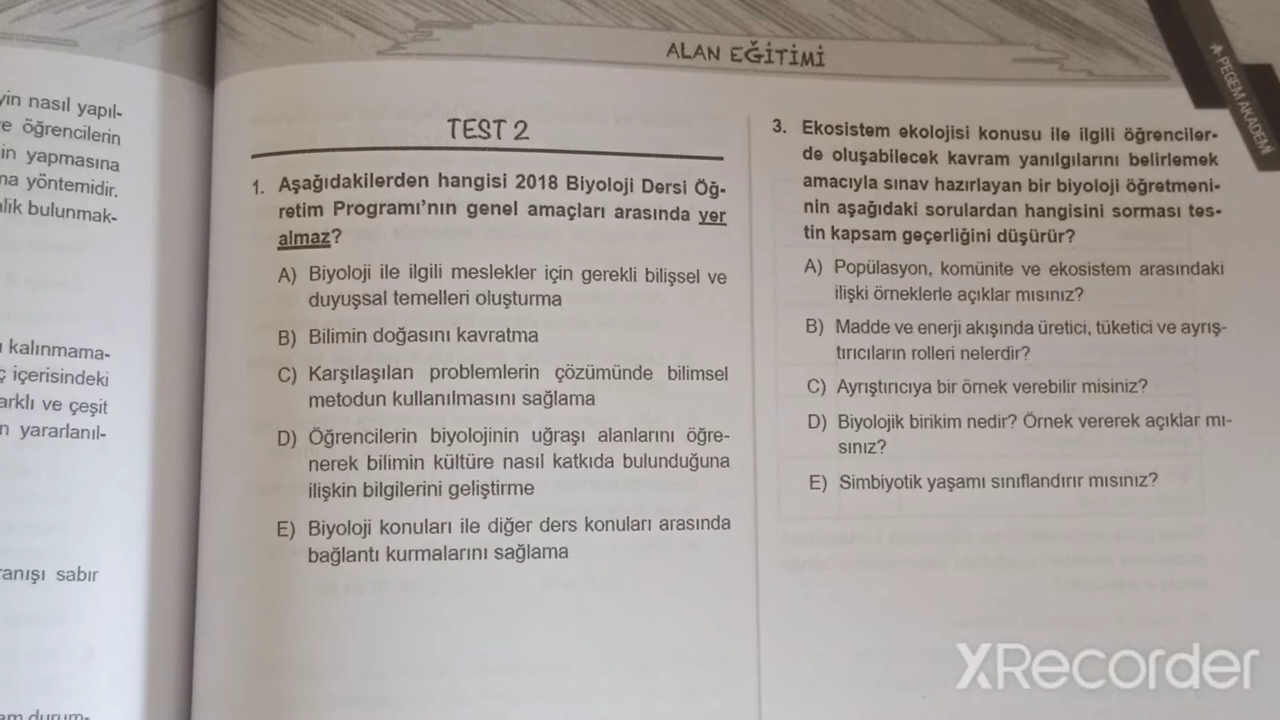 yin nasıl yapıl-
e öğrencilerin
in yapmasına
na yöntemidir.
lık bulunmak-
kalınmama-
ç içerisindeki
arklı ve çeşit
n yararlanıl-
ranışı sabır
am durum-
ALAN EĞİTİMİ
A-PEGEM AKADEM
TEST 2
1. Aşağıdakilerden hangisi 2018 Biyoloji Dersi Öğ-
retim Programı’nın genel amaçları arasında yer
almaz?
A) Biyoloji ile ilgili meslekler için gerekli bilişsel ve
duyuşsal temelleri oluşturma
B) Bilimin doğasını kavratma
C) Karşılaşılan problemlerin çözümünde bilimsel
metodun kullanılmasını sağlama
D) Öğrencilerin biyolojinin uğraşı alanlarını öğre-
nerek bilimin kültüre nasıl katkıda bulunduğuna
ilişkin bilgilerini geliştirme
E) Biyoloji konuları ile diğer ders konuları arasında
bağlantı kurmalarını sağlama
3. Ekosistem ekolojisi konusu ile ilgili öğrenciler-
de oluşabilecek kavram yanılgılarını belirlemek
amacıyla sınav hazırlayan bir biyoloji öğretmeni-
nin aşağıdaki sorulardan hangisini sorması tes-
tin kapsam geçerliğini düşürür?
A) Popülasyon, komünite ve ekosistem arasındaki
ilişki örneklerle açıklar mısınız?
B) Madde ve enerji akışında üretici, tüketici ve ayrış-
tırıcıların rolleri nelerdir?
C) Ayrıştırıcıya bir örnek verebilir misiniz?
D) Biyolojik birikim nedir? Örnek vererek açıklar mı-
sınız?
E) Simbiyotik yaşamı sınıflandırır mısınız?
XRecorder